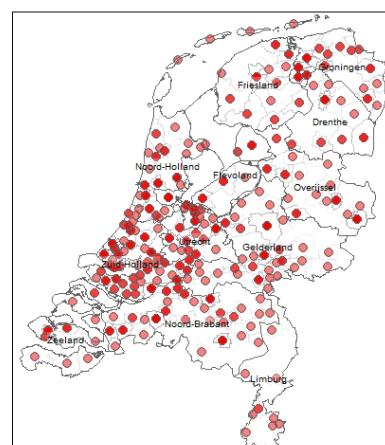 Groningen
Friesland
Drenthe
Noord-Holland
Flevoland
Overijssel
Utrecht
Gelderland
Zuid-Holland
Noord-Brabant
Zeeland
Limburg